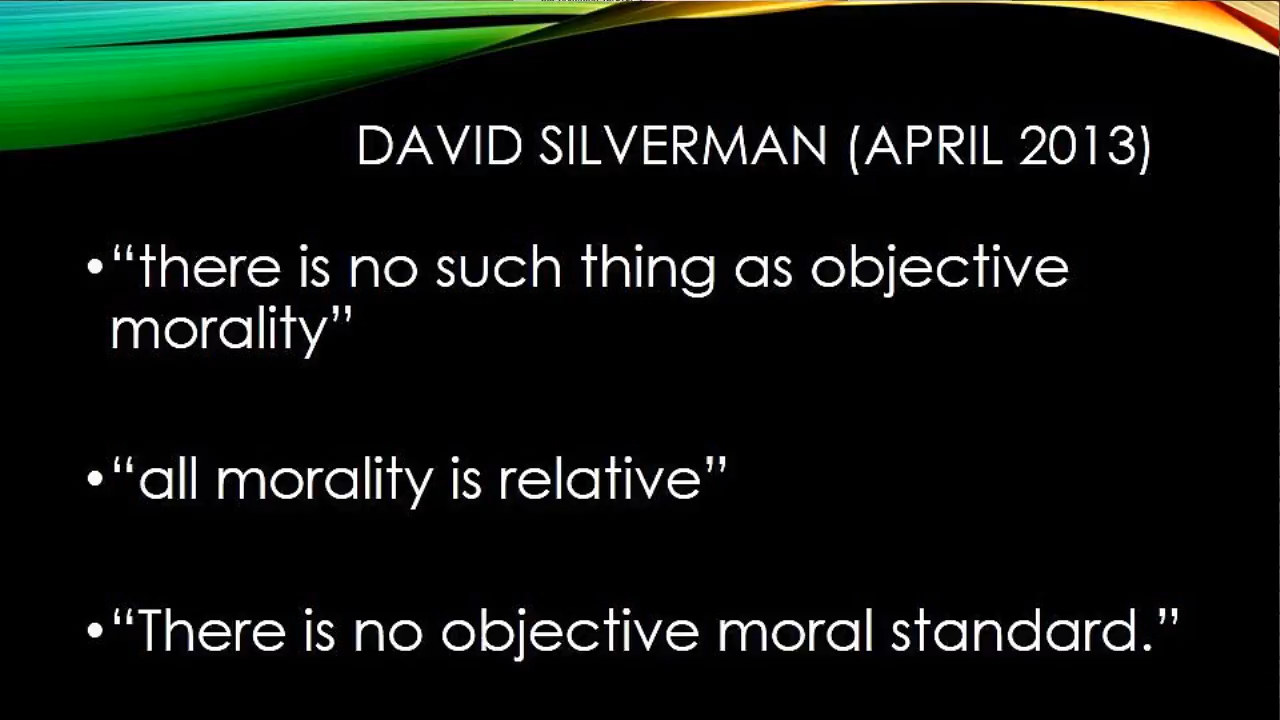 DAVID SILVERMAN (APRIL 2013)
•“there is no such thing as objective
morality”
•“all morality is relative”
•“There is no objective moral standard.”